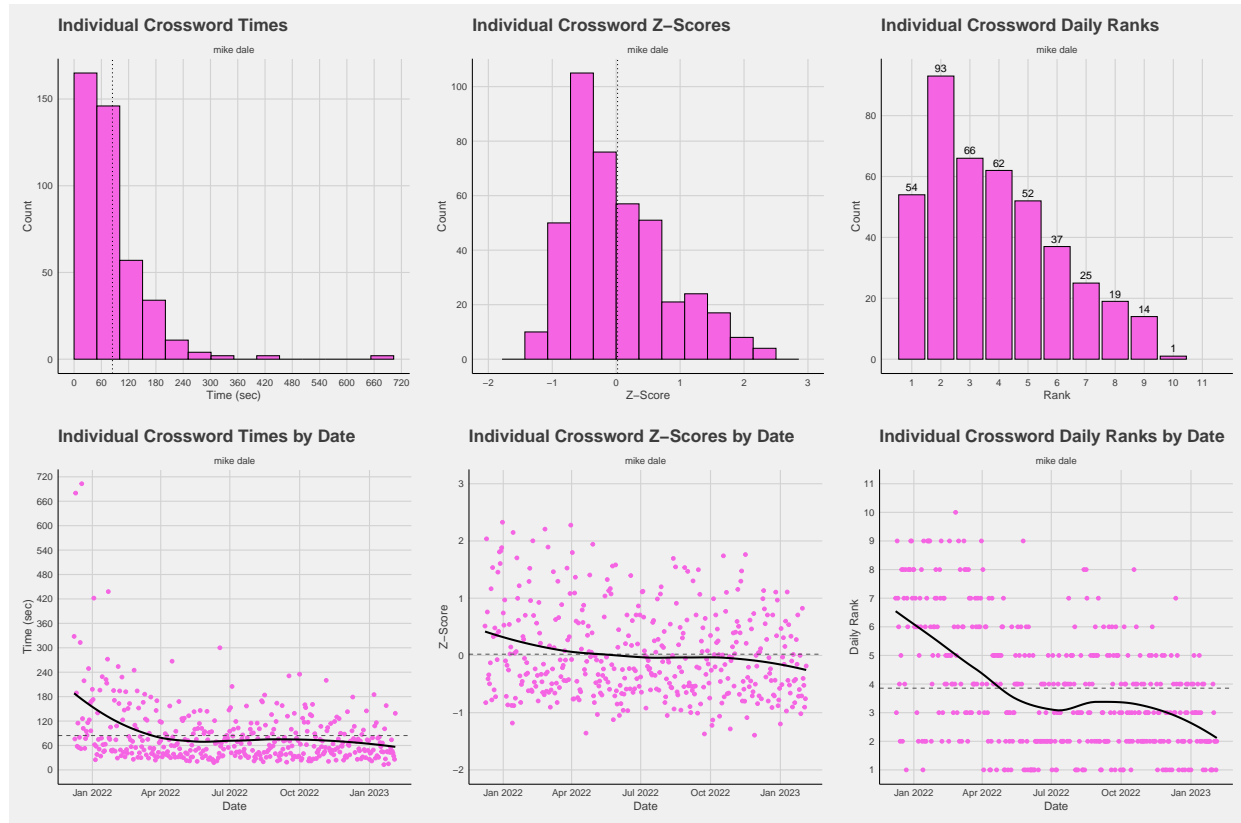 Individual Crossword Times
mike dale
150
100
50
0
Count
0 60 120 180 240 300 360 420 480 540 600 660 720
Time (sec)
Individual Crossword Z−Scores
mike dale
100
80
60
40
20
0
Count
−2 −1 0 1 2 3
Z−Score
Individual Crossword Daily Ranks
mike dale
80
60
40
20
0
Count
54 93 66 62 52 37 25 19 14 1
1 2 3 4 5 6 7 8 9 10 11
Rank
Individual Crossword Times by Date
mike dale
720
660
600
540
480
420
360
300
240
180
120
60
0
Time (sec)
Jan 2022 Apr 2022 Jul 2022 Oct 2022 Jan 2023
Date
Individual Crossword Z−Scores by Date
mike dale
3
2
1
0
−1
−2
Z−Score
Jan 2022 Apr 2022 Jul 2022 Oct 2022 Jan 2023
Date
Individual Crossword Daily Ranks by Date
mike dale
11
10
9
8
7
6
5
4
3
2
1
Daily Rank
Jan 2022 Apr 2022 Jul 2022 Oct 2022 Jan 2023
Date